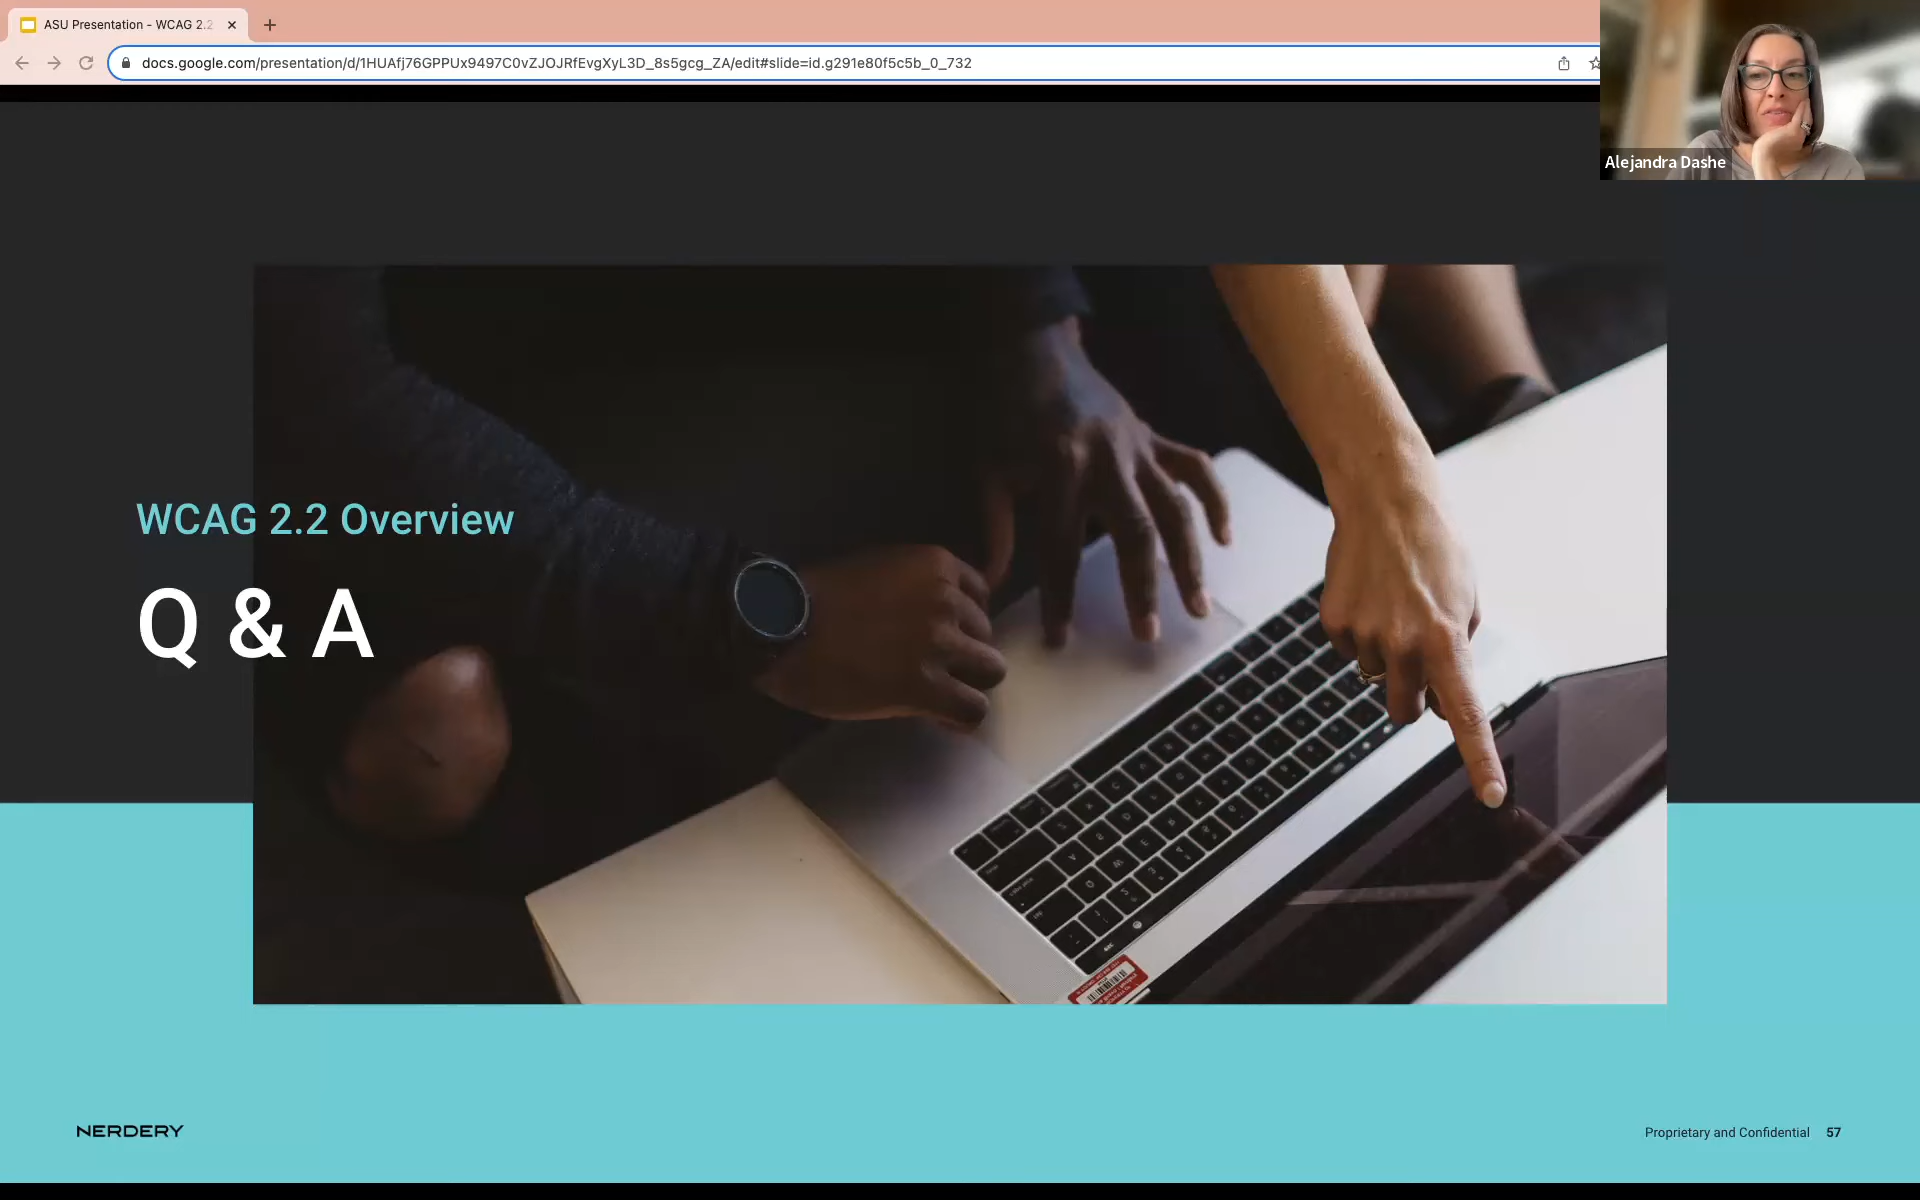 ASU Presentation - WCAG 2.2
docs.google.com/presentation/d/1HUAfj76GPPUx9497C0vZJOJRfEvgXyL3D_8s5gcg_ZA/edit#slide=id.g291e80f5c5b_0_732
Alejandra Dashe
WCAG 2.2 Overview
Q & A
NERDERY
Proprietary and Confidential 57